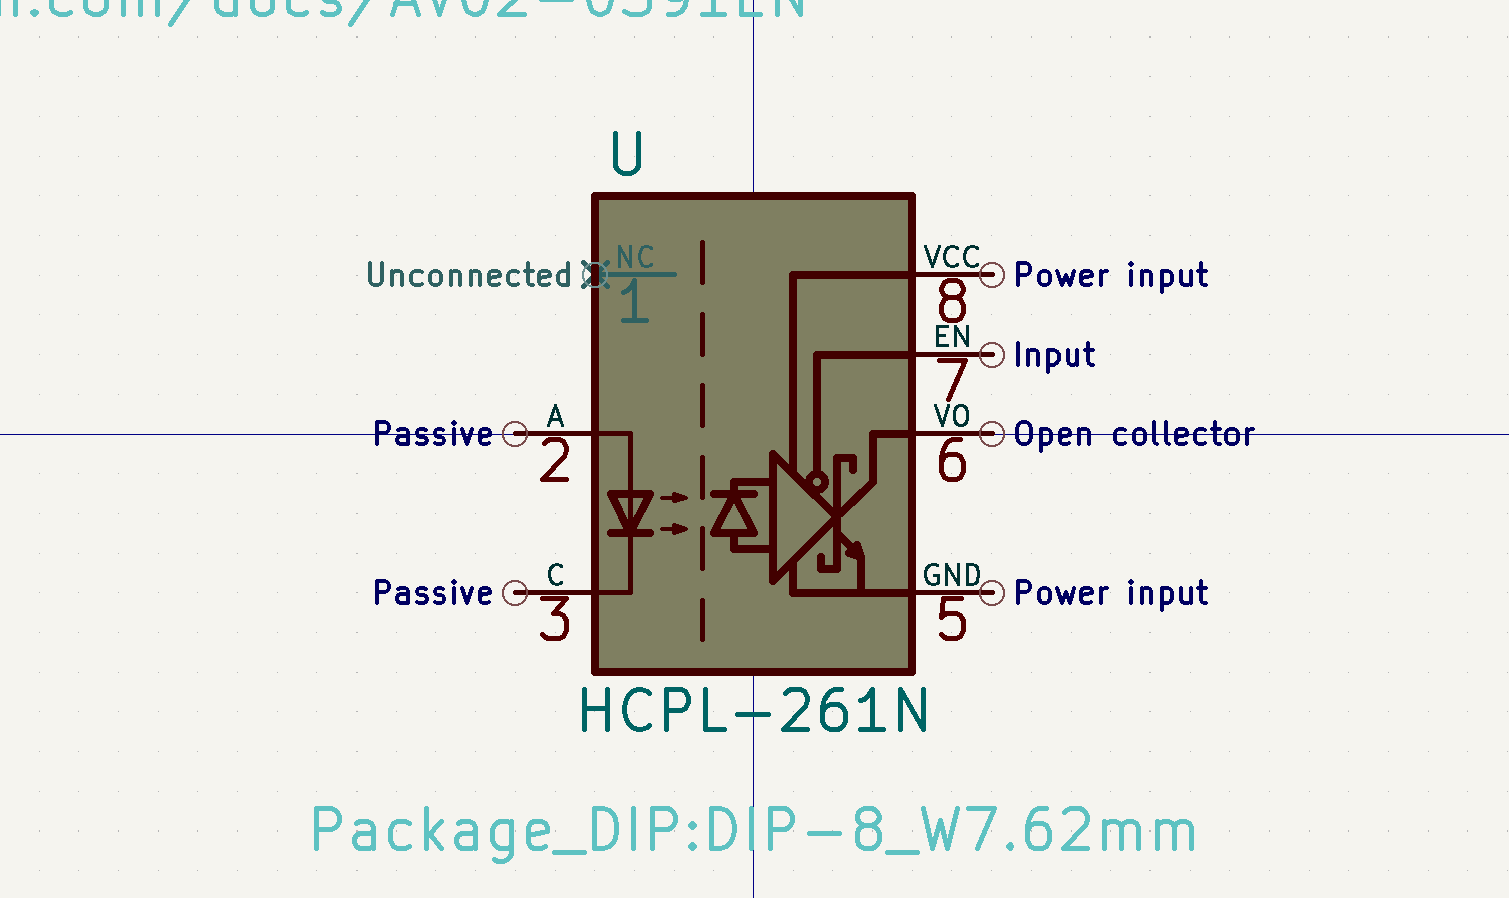 .com/docs/AV02-0391EN
U
Unconnected NC 1
VCC 8 Power input
EN 7 Input
Passive A 2
VO 6 Open collector
Passive C 3
GND 5 Power input
HCPL-261N
Package_DIP:DIP-8_W7.62mm